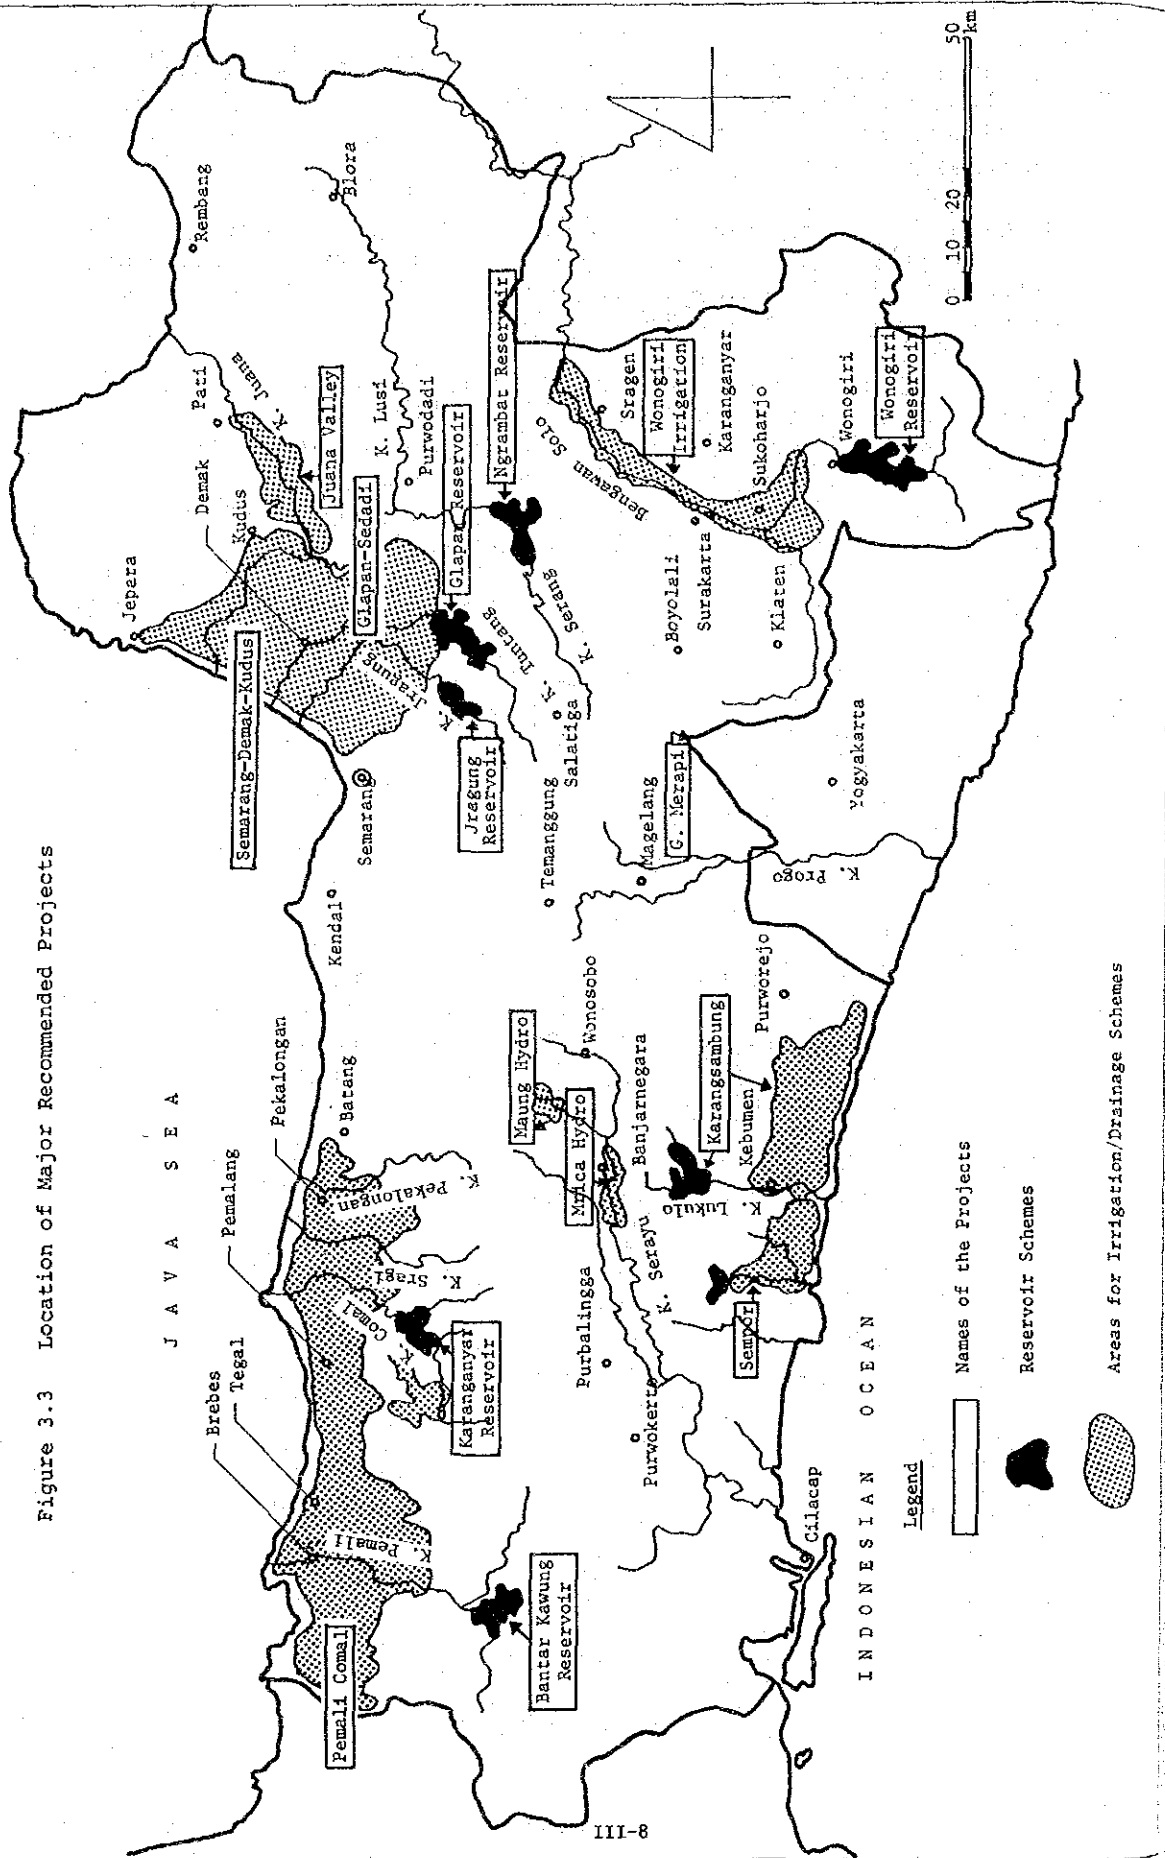 Figure 3.3 Location of Major Recommended Projects
J A V A S E A
Brebes
Tegal
Pemalang
Pekalongan
Batang
Kendal
Semarang
Semarang-Demak-Kudus
Jepara
Demak
Kudus
Pati
K. Juana
Rembang
Blora
Juana Valley
K. Lusi
Purwodadi
Glapan-Sedadi
Glapan Reservoir
Ngrambat Reservoir
K. Jragung
K. Tuntang
K. Serang
Jragung
Reservoir
Salatiga
Temanggung
Pemali Comal
K. Pemali
K. Comal
K. Sragi
K. Pekalongan
Karanganyar
Reservoir
Bantar Kawung
Reservoir
Maung Hydro
Mrica Hydro
Wonosobo
Banjarnegara
Purbalingga
K. Serayu
Purwokerto
K. Lukulo
Karangsambung
Kebumen
Purworejo
Sempor
Cilacap
Magelang
G. Merapi
K. Progo
Yogyakarta
Boyolali
Surakarta
Klaten
Bengawan Solo
Sragen
Wonogiri
Irrigation
Karanganyar
Sukoharjo
Wonogiri
Wonogiri
Reservoir
0 10 20 50
km
I N D O N E S I A N O C E A N
Legend
Names of the Projects
Reservoir Schemes
Areas for Irrigation/Drainage Schemes
III-8